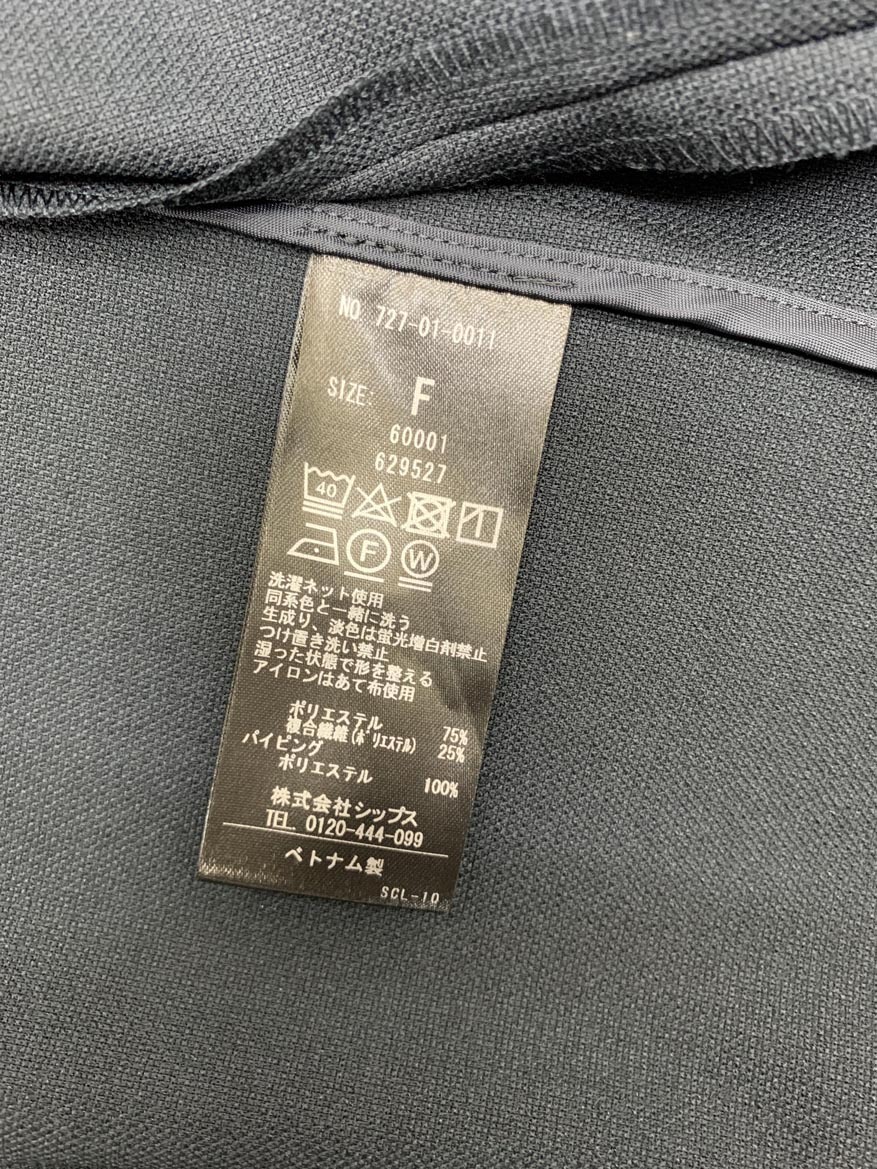 NO 727-01-0011
SIZE: F
60001
629527
40
F W
洗濯ネット使用
同系色と一緒に洗う
生成り、淡色は蛍光増白剤禁止
つけ置き洗い禁止
湿った状態で形を整える
アイロンはあて布使用
ポリエステル 75%
複合繊維(ﾎﾟﾘｴｽﾃﾙ) 25%
パイピング
ポリエステル 100%
株式会社シップス
TEL. 0120-444-099
ベトナム製
SCL-10